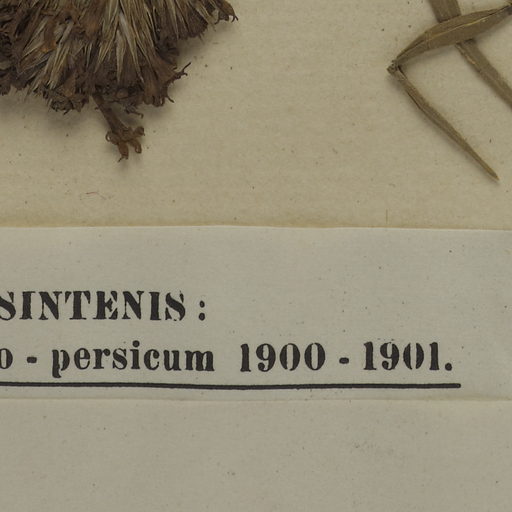 SINTENIS:
o - persicum 1900 - 1901.